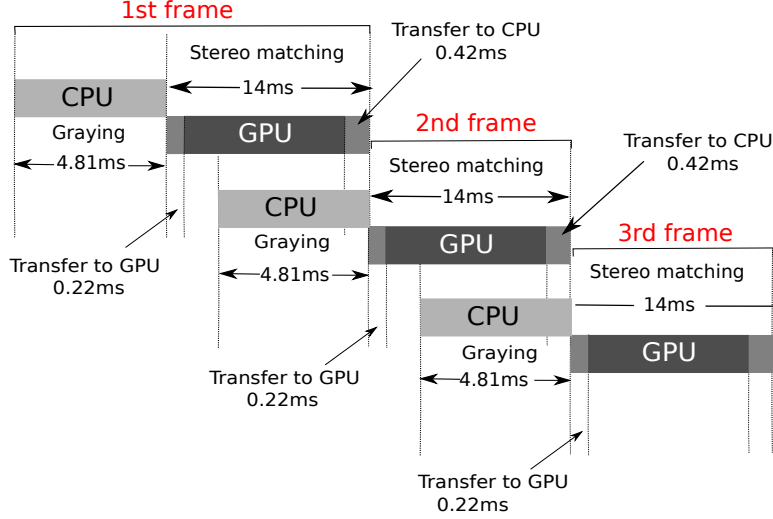 1st frame
Stereo matching
14ms
Transfer to CPU
0.42ms
CPU
GPU
Graying
4.81ms
Transfer to GPU
0.22ms
2nd frame
Stereo matching
14ms
Transfer to CPU
0.42ms
CPU
GPU
Graying
4.81ms
Transfer to GPU
0.22ms
3rd frame
Stereo matching
14ms
CPU
GPU
Graying
4.81ms
Transfer to GPU
0.22ms